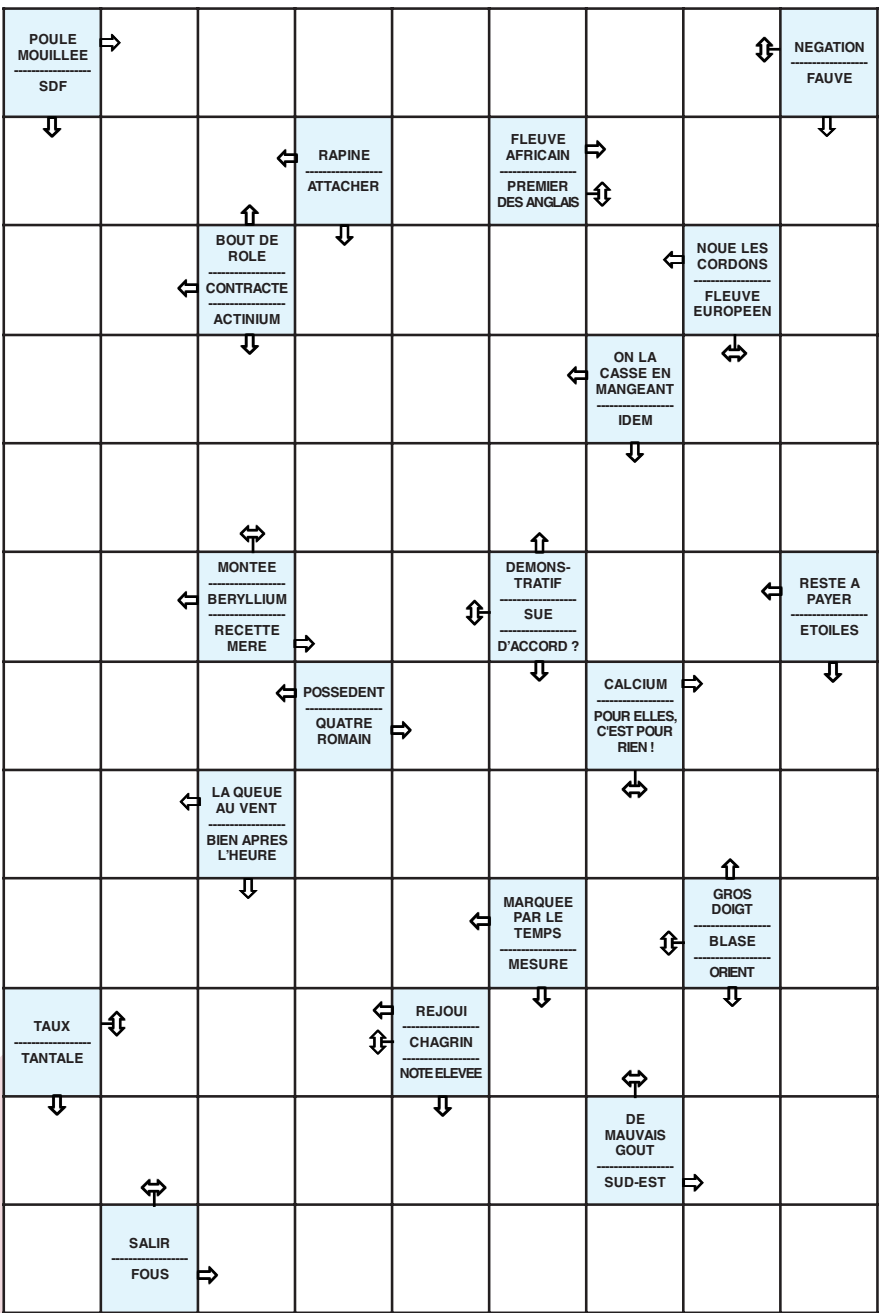 POULE
MOUILLEE
SDF
NEGATION
FAUVE
RAPINE
ATTACHER
FLEUVE
AFRICAIN
PREMIER
DES ANGLAIS
BOUT DE
ROLE
CONTRACTE
ACTINIUM
NOUE LES
CORDONS
FLEUVE
EUROPEEN
ON LA
CASSE EN
MANGEANT
IDEM
MONTEE
BERYLLIUM
RECETTE
MERE
DEMONS-
TRATIF
SUE
D'ACCORD ?
RESTE A
PAYER
ETOILES
POSSEDENT
QUATRE
ROMAIN
CALCIUM
POUR ELLES,
C'EST POUR
RIEN !
LA QUEUE
AU VENT
BIEN APRES
L'HEURE
MARQUEE
PAR LE
TEMPS
MESURE
GROS
DOIGT
BLASE
ORIENT
TAUX
TANTALE
REJOUI
CHAGRIN
NOTE ELEVEE
DE
MAUVAIS
GOUT
SUD-EST
SALIR
FOUS